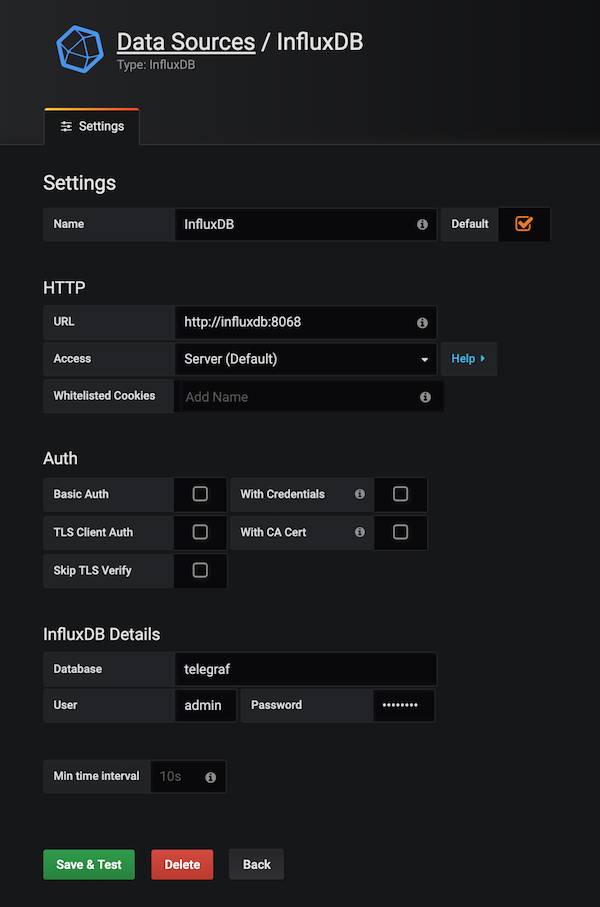 Data Sources / InfluxDB
Type: InfluxDB
Settings
Settings
Name InfluxDB Default
HTTP
URL http://influxdb:8068
Access Server (Default) Help
Whitelisted Cookies Add Name
Auth
Basic Auth With Credentials
TLS Client Auth With CA Cert
Skip TLS Verify
InfluxDB Details
Database telegraf
User admin Password ••••••••
Min time interval 10s
Save & Test Delete Back